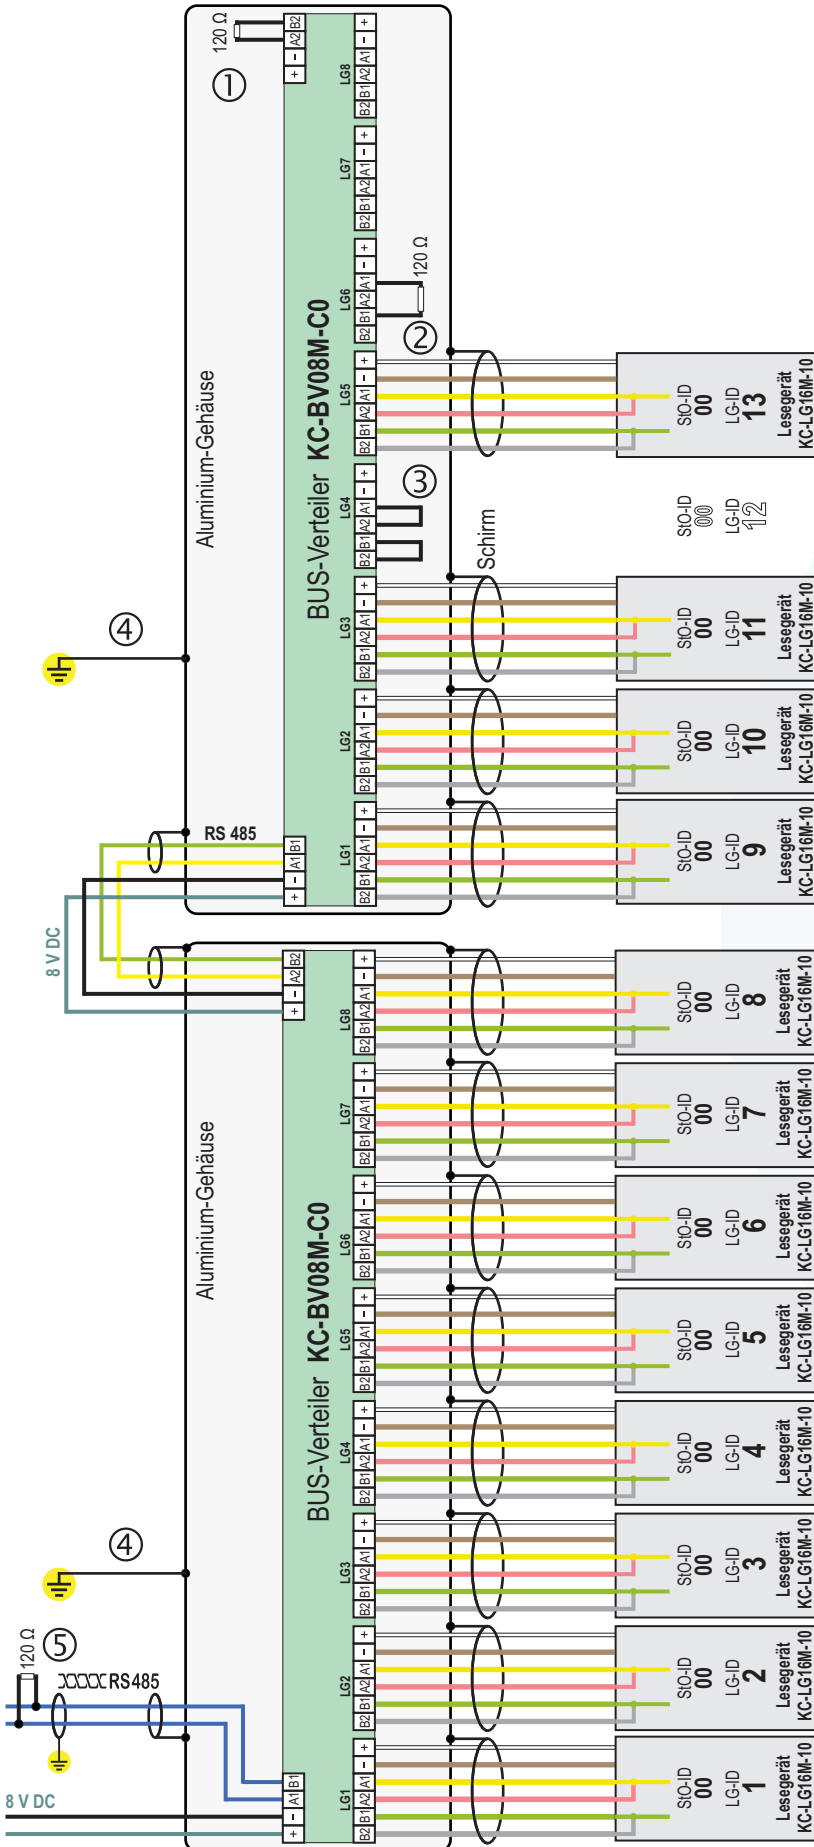 120 Ω
①
+ − A2 B2
Aluminium-Gehäuse
BUS-Verteiler KC-BV08M-C0
LG8
B2 B1 A2 A1 − +
LG7
B2 B1 A2 A1 − +
LG6
B2 B1 A2 A1 − +
120 Ω
②
LG5
B2 B1 A2 A1 − +
LG4
B2 B1 A2 A1 − +
③
LG3
B2 B1 A2 A1 − +
LG2
B2 B1 A2 A1 − +
LG1
B2 B1 A2 A1 − +
④
RS 485
+ − A1 B1
Schirm
StO-ID
00
LG-ID
13
Lesegerät
KC-LG16M-10
StO-ID
00
LG-ID
12
StO-ID
00
LG-ID
11
Lesegerät
KC-LG16M-10
StO-ID
00
LG-ID
10
Lesegerät
KC-LG16M-10
StO-ID
00
LG-ID
9
Lesegerät
KC-LG16M-10
8 V DC
+ − A2 B2
Aluminium-Gehäuse
BUS-Verteiler KC-BV08M-C0
LG8
B2 B1 A2 A1 − +
LG7
B2 B1 A2 A1 − +
LG6
B2 B1 A2 A1 − +
LG5
B2 B1 A2 A1 − +
LG4
B2 B1 A2 A1 − +
LG3
B2 B1 A2 A1 − +
LG2
B2 B1 A2 A1 − +
LG1
B2 B1 A2 A1 − +
④
120 Ω
⑤
RS485
+ − A1 B1
8 V DC
StO-ID
00
LG-ID
8
Lesegerät
KC-LG16M-10
StO-ID
00
LG-ID
7
Lesegerät
KC-LG16M-10
StO-ID
00
LG-ID
6
Lesegerät
KC-LG16M-10
StO-ID
00
LG-ID
5
Lesegerät
KC-LG16M-10
StO-ID
00
LG-ID
4
Lesegerät
KC-LG16M-10
StO-ID
00
LG-ID
3
Lesegerät
KC-LG16M-10
StO-ID
00
LG-ID
2
Lesegerät
KC-LG16M-10
StO-ID
00
LG-ID
1
Lesegerät
KC-LG16M-10